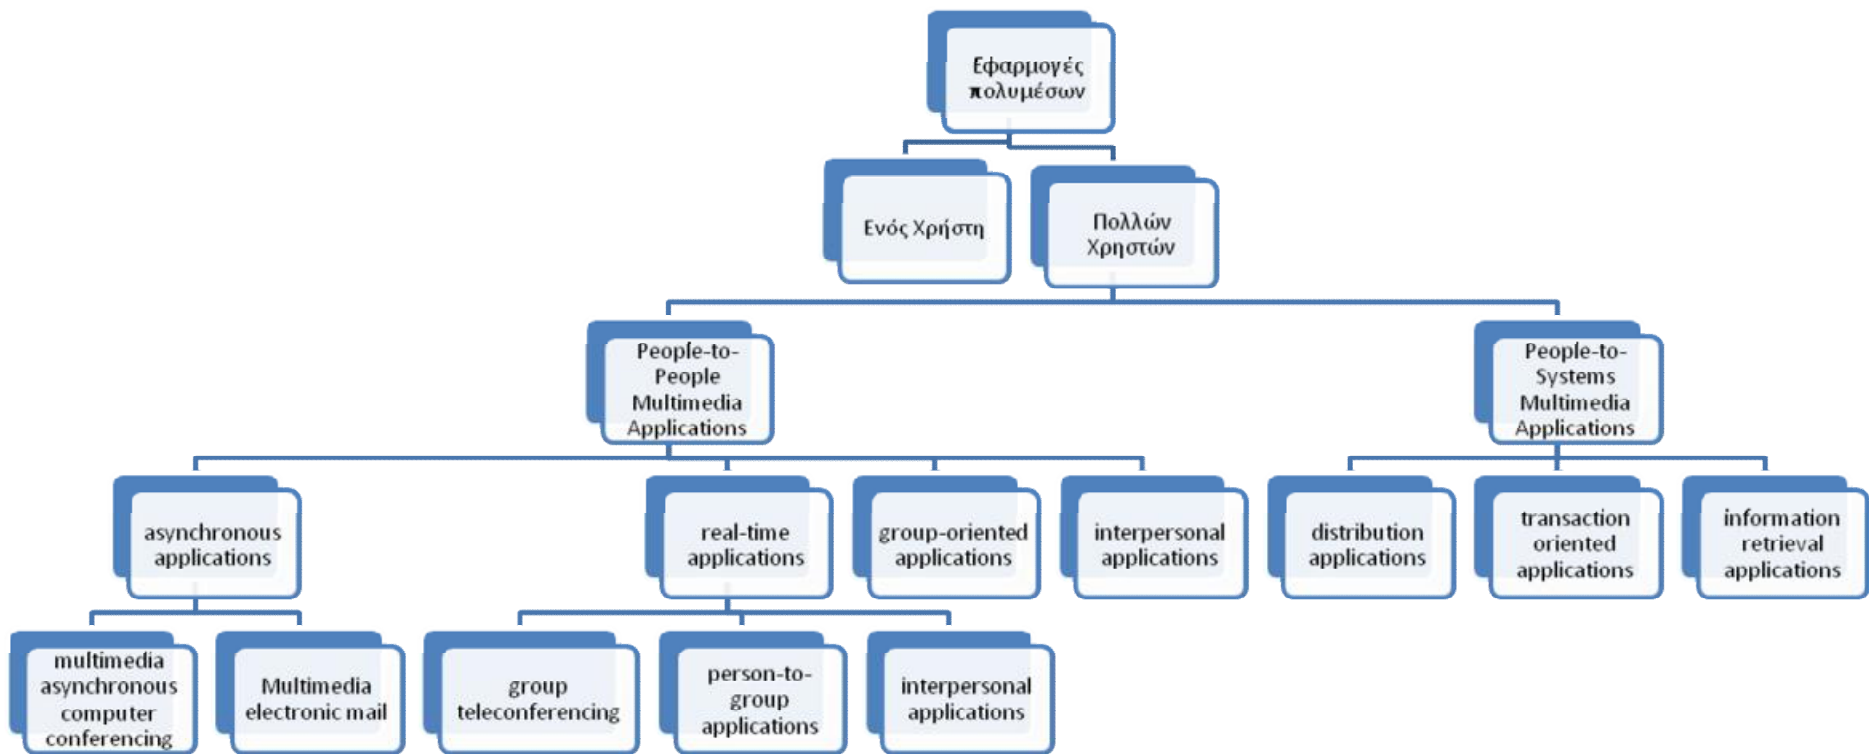 Εφαρμογές
πολυμέσων
Ενός Χρήστη
Πολλών
Χρηστών
People-to-
People
Multimedia
Applications
People-to-
Systems
Multimedia
Applications
asynchronous
applications
real-time
applications
group-oriented
applications
interpersonal
applications
distribution
applications
transaction
oriented
applications
information
retrieval
applications
multimedia
asynchronous
computer
conferencing
Multimedia
electronic mail
group
teleconferencing
person-to-
group
applications
interpersonal
applications